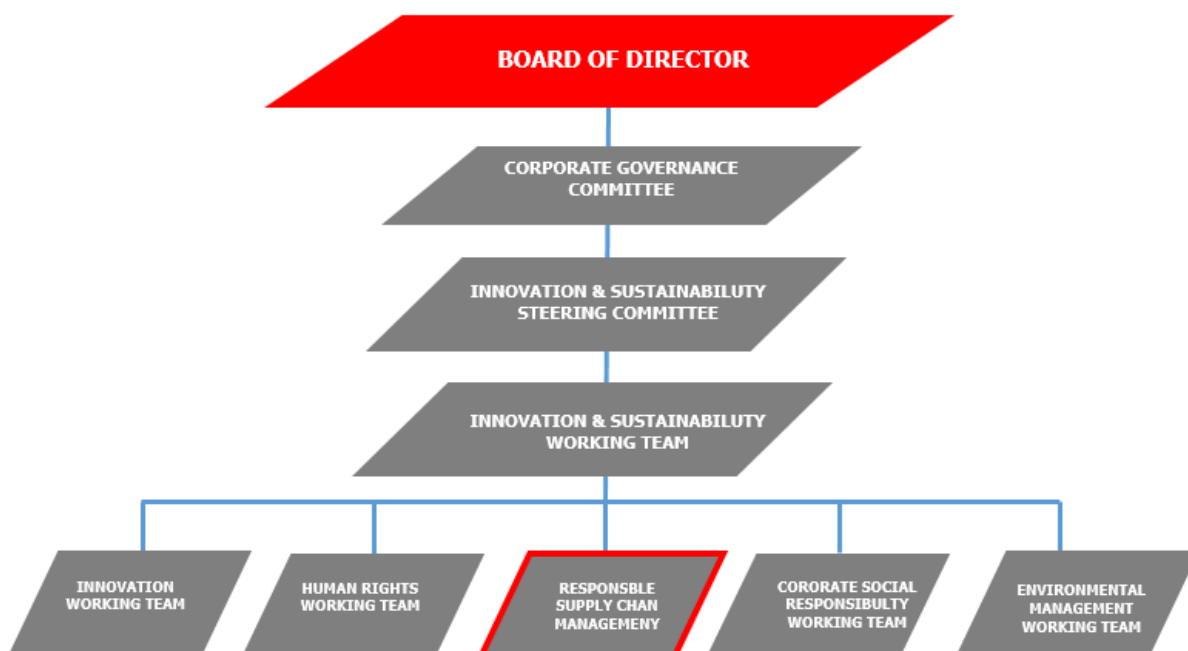 BOARD OF DIRECTOR
CORPORATE GOVERNANCE
COMMITTEE
INNOVATION & SUSTAINABILUTY
STEERING COMMITTEE
INNOVATION & SUSTAINABILUTY
WORKING TEAM
INNOVATION
WORKING TEAM
HUMAN RIGHTS
WORKING TEAM
RESPONSBLE
SUPPLY CHAN
MANAGEMENY
CORORATE SOCIAL
RESPONSIBULTY
WORKING TEAM
ENVIRONMENTAL
MANAGEMENT
WORKING TEAM